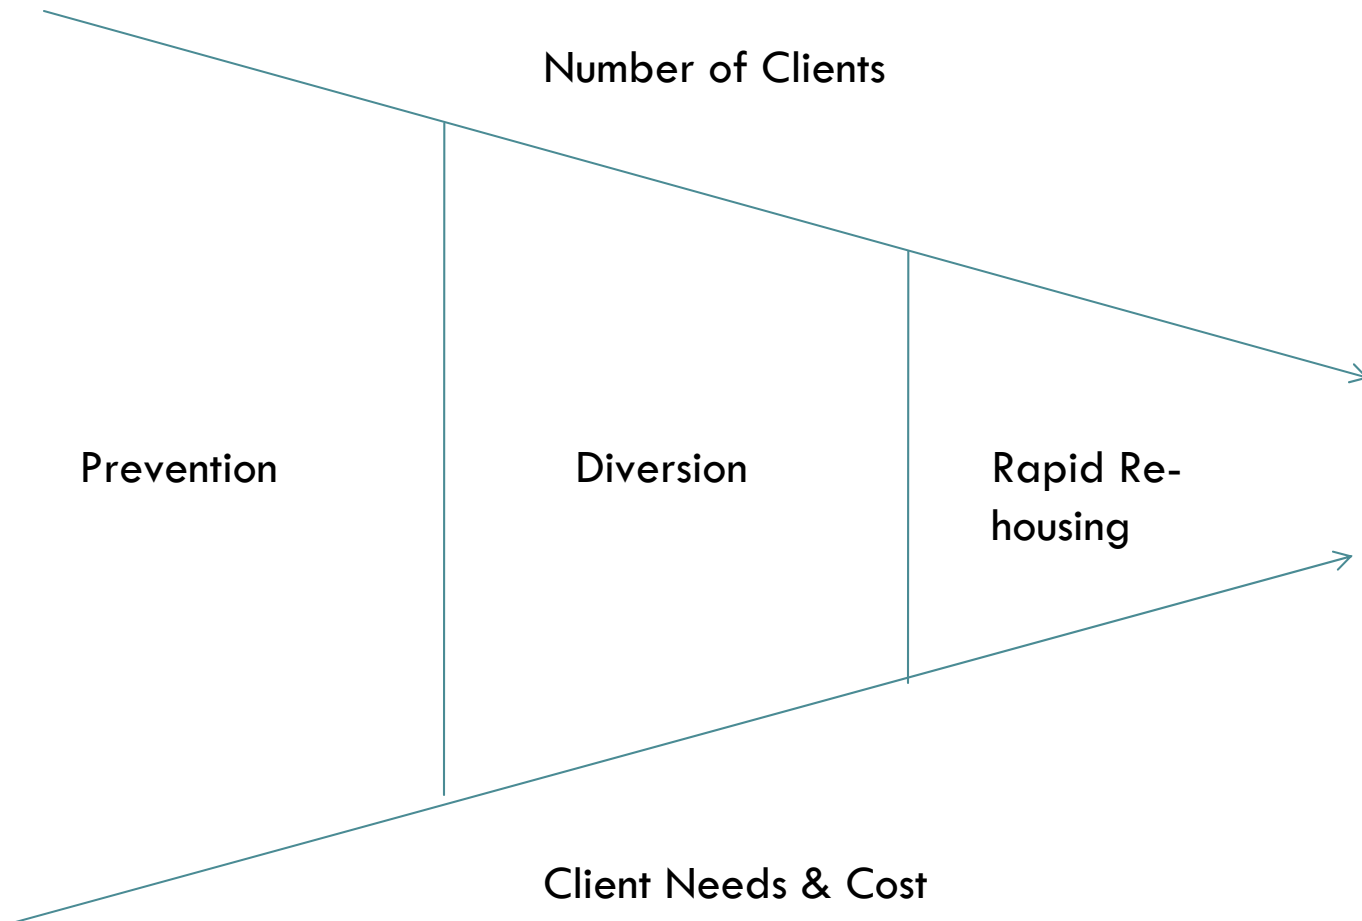 Number of Clients
Prevention
Diversion
Rapid Re-
housing
Client Needs & Cost